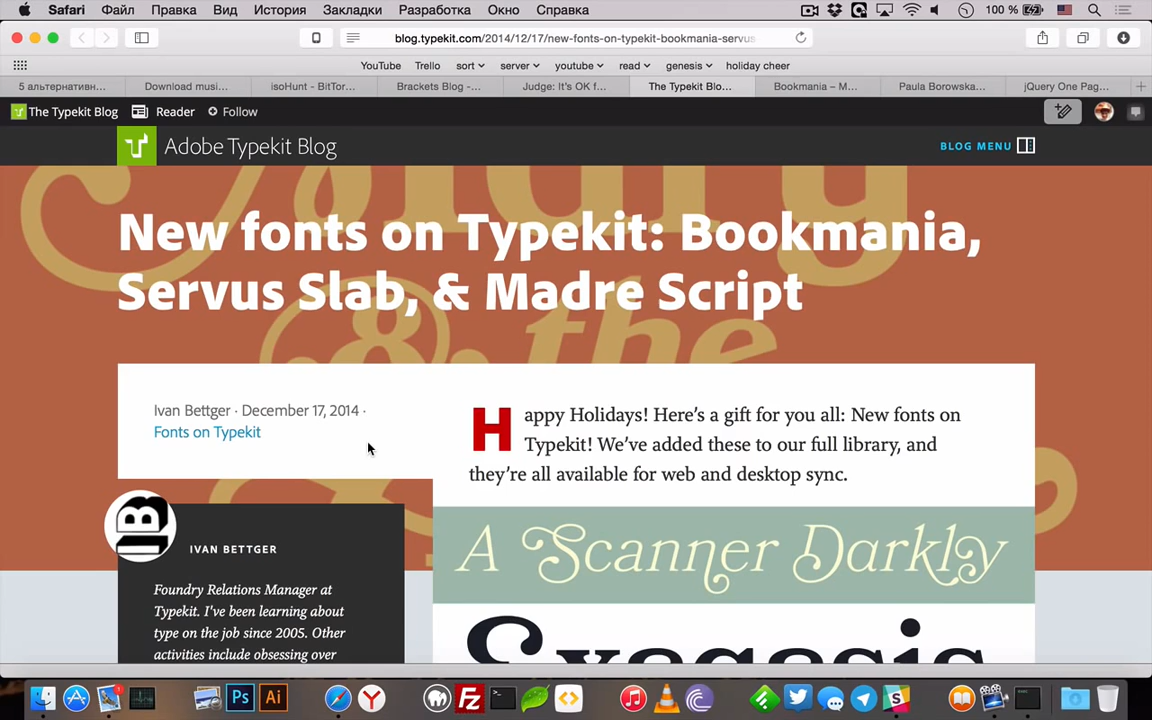 Safari Файл Правка Вид История Закладки Разработка Окно Справка 100 %
blog.typekit.com/2014/12/17/new-fonts-on-typekit-bookmania-servus
YouTube Trello sort server youtube read genesis holiday cheer
5 альтернативн... Download musi... isoHunt - BitTor... Brackets Blog -... Judge: It's OK f... The Typekit Blo... Bookmania – M... Paula Borowska... jQuery One Pag...
The Typekit Blog Reader Follow
Adobe Typekit Blog BLOG MENU
New fonts on Typekit: Bookmania,
Servus Slab, & Madre Script
Ivan Bettger · December 17, 2014 ·
Fonts on Typekit
Happy Holidays! Here's a gift for you all: New fonts on
Typekit! We've added these to our full library, and
they're all available for web and desktop sync.
A Scanner Darkly
Exegesis
IB
IVAN BETTGER
Foundry Relations Manager at
Typekit. I've been learning about
type on the job since 2005. Other
activities include obsessing over
Ps Ai Y Fz